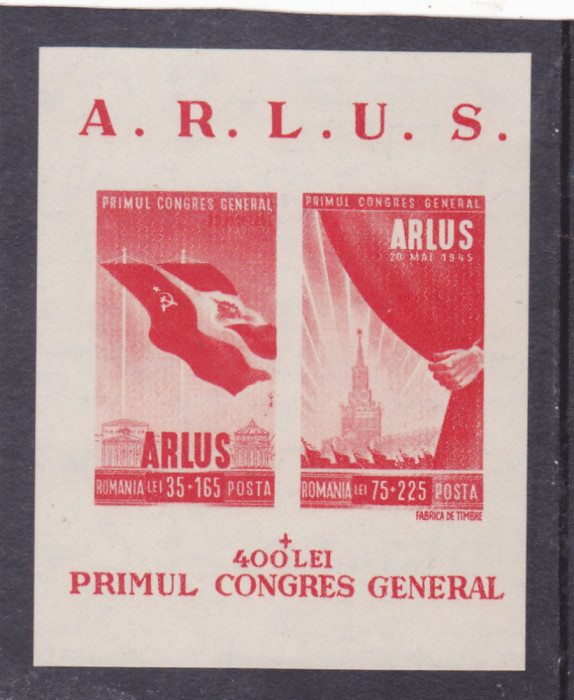 A. R. L. U. S.
PRIMUL CONGRES GENERAL
ARLUS
ROMANIA LEI 35+165 POSTA
PRIMUL CONGRES GENERAL
ARLUS
20 MAI 1945
ROMANIA LEI 75+225 POSTA
FABRICA DE TIMBRE
+
400 LEI
PRIMUL CONGRES GENERAL